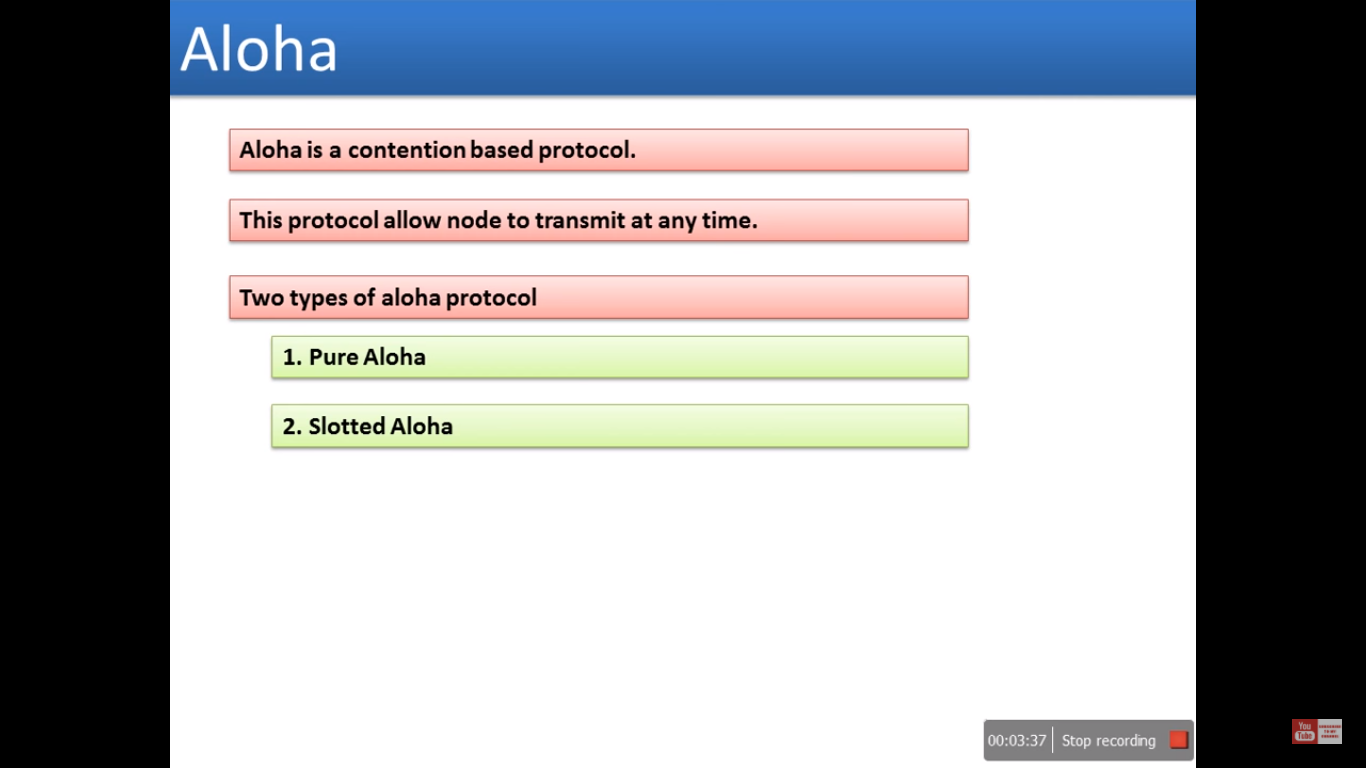 Aloha
Aloha is a contention based protocol.
This protocol allow node to transmit at any time.
Two types of aloha protocol
1. Pure Aloha
2. Slotted Aloha
00:03:37 Stop recording
You
Tube